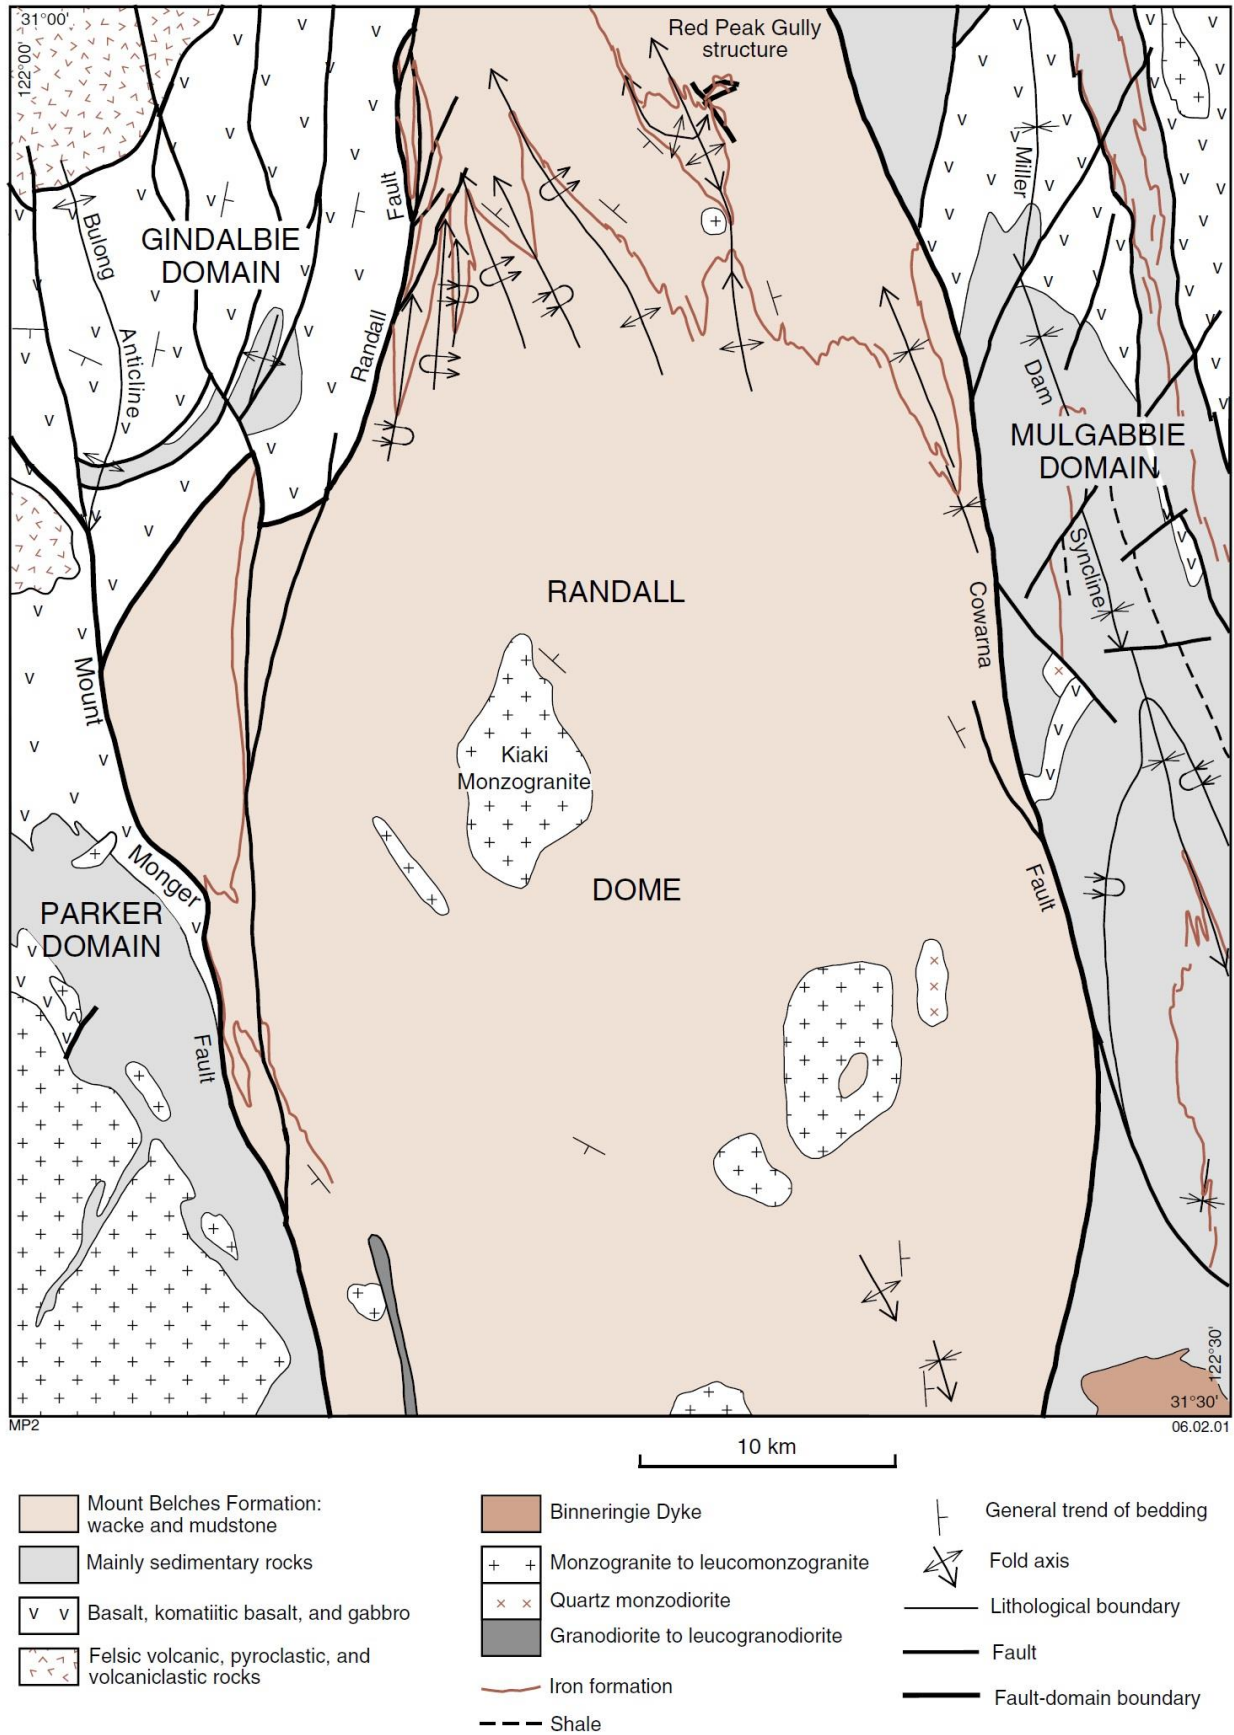 31°00'
122°00'
Red Peak Gully
structure
Miller
Fault
Bulong
GINDALBIE
DOMAIN
Anticline
Randall
Dam
MULGABBIE
DOMAIN
Syncline
RANDALL
Cowarna
Mount
Kiaki
Monzogranite
Monger
DOME
Fault
PARKER
DOMAIN
Fault
122°30'
31°30'
MP2
06.02.01
10 km
Mount Belches Formation:
wacke and mudstone
Mainly sedimentary rocks
Basalt, komatiitic basalt, and gabbro
Felsic volcanic, pyroclastic, and
volcaniclastic rocks
Binneringie Dyke
Monzogranite to leucomonzogranite
Quartz monzodiorite
Granodiorite to leucogranodiorite
Iron formation
Shale
General trend of bedding
Fold axis
Lithological boundary
Fault
Fault-domain boundary